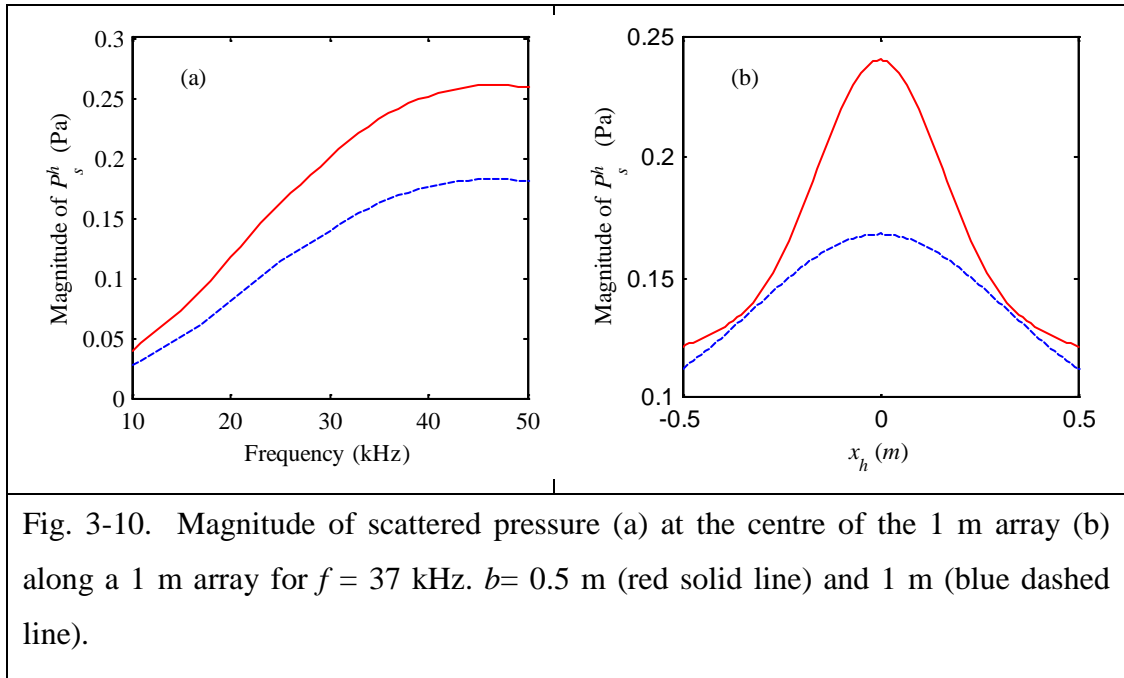 0.3
0.25
0.2
0.15
0.1
0.05
0
(a)
Magnitude of P_s^h (Pa)
10 20 30 40 50
Frequency (kHz)
0.25
0.2
0.15
0.1
(b)
Magnitude of P_s^h (Pa)
-0.5 0 0.5
x_h (m)
Fig. 3-10. Magnitude of scattered pressure (a) at the centre of the 1 m array (b)
along a 1 m array for f = 37 kHz. b= 0.5 m (red solid line) and 1 m (blue dashed
line).